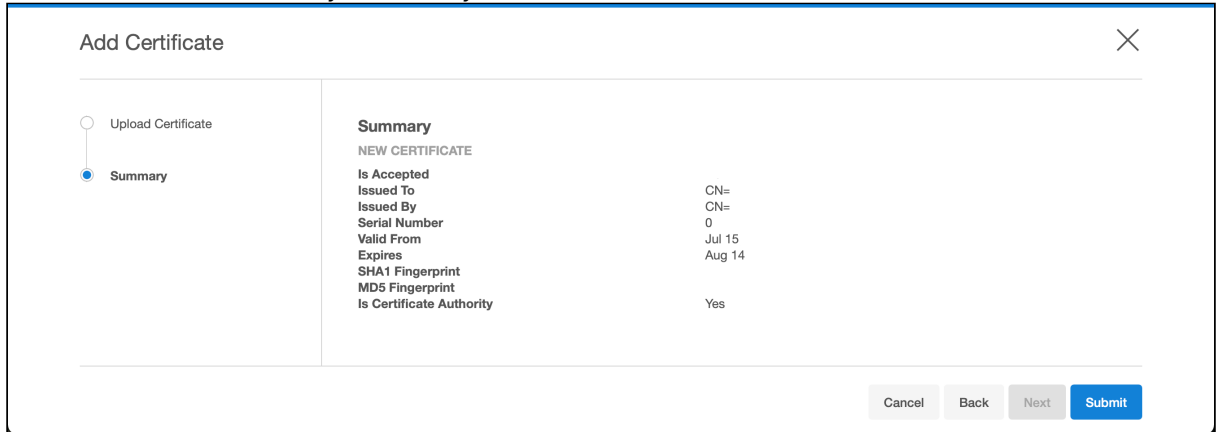 Add Certificate
Upload Certificate
Summary
Summary
NEW CERTIFICATE
Is Accepted
Issued To CN=
Issued By CN=
Serial Number 0
Valid From Jul 15
Expires Aug 14
SHA1 Fingerprint
MD5 Fingerprint
Is Certificate Authority Yes
Cancel Back Next Submit